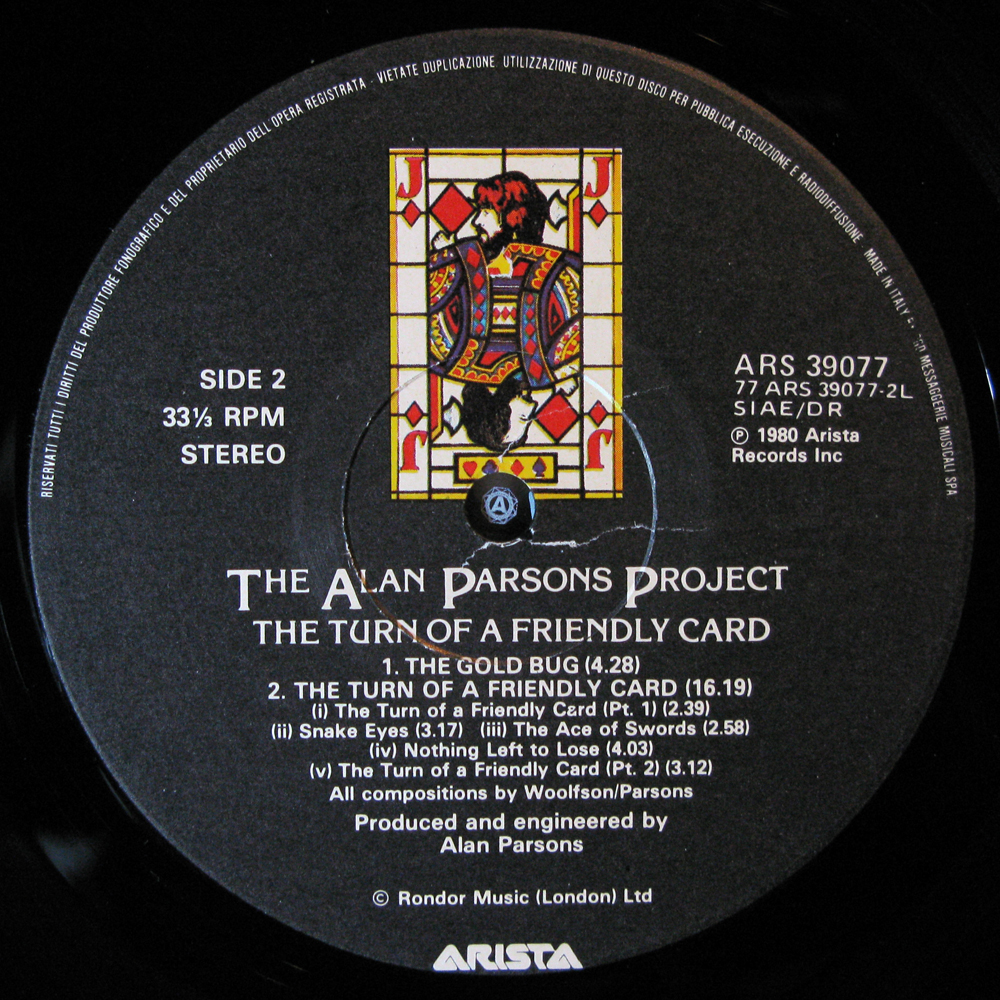 RISERVATI TUTTI I DIRITTI DEL PRODUTTORE FONOGRAFICO E DEL PROPRIETARIO DELL'OPERA REGISTRATA - VIETATE DUPLICAZIONE. UTILIZZAZIONE DI QUESTO DISCO PER PUBBLICA ESECUZIONE E RADIODIFFUSIONE. MADE IN ITALY MESSAGGERIE MUSICALI SPA
J J
J J
A
SIDE 2
33⅓ RPM
STEREO
ARS 39077
77 ARS 39077-2L
SIAE/DR
℗ 1980 Arista
Records Inc
THE ALAN PARSONS PROJECT
THE TURN OF A FRIENDLY CARD
1. THE GOLD BUG (4.28)
2. THE TURN OF A FRIENDLY CARD (16.19)
(i) The Turn of a Friendly Card (Pt. 1) (2.39)
(ii) Snake Eyes (3.17) (iii) The Ace of Swords (2.58)
(iv) Nothing Left to Lose (4.03)
(v) The Turn of a Friendly Card (Pt. 2) (3.12)
All compositions by Woolfson/Parsons
Produced and engineered by
Alan Parsons
© Rondor Music (London) Ltd
ARISTA